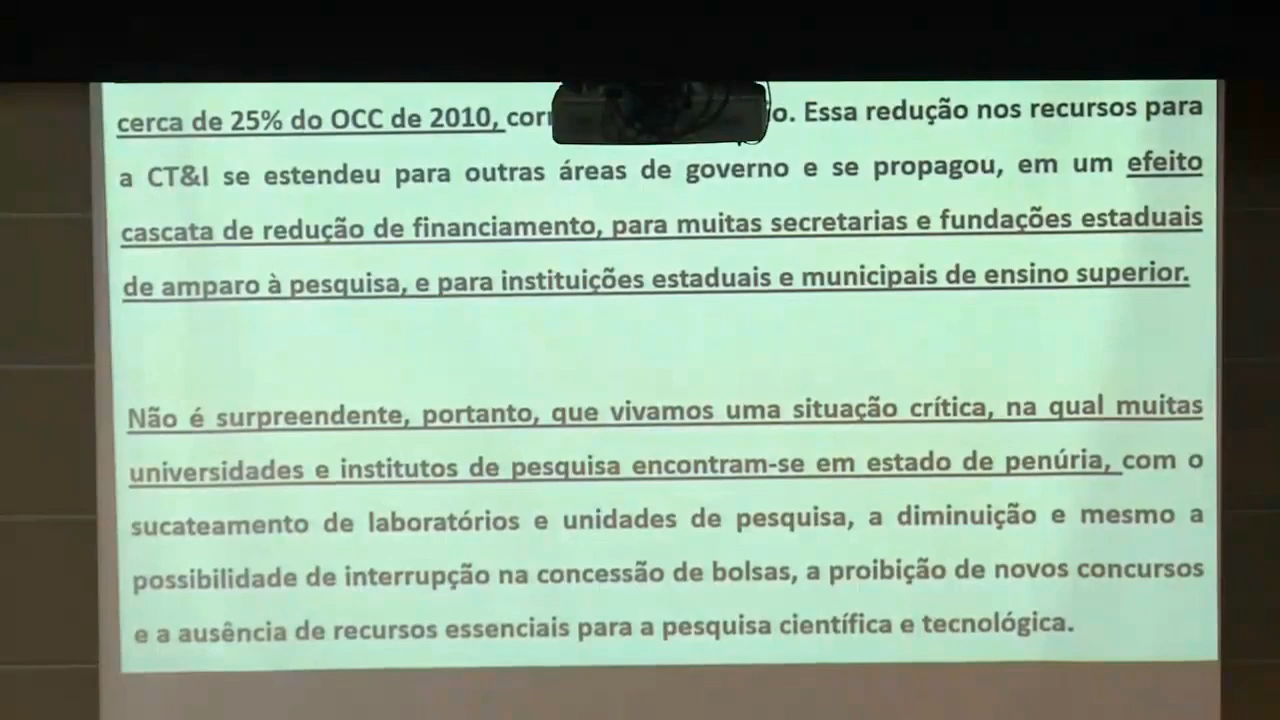 cerca de 25% do OCC de 2010, Essa redução nos recursos para
a CT&I se estendeu para outras áreas de governo e se propagou, em um efeito
cascata de redução de financiamento, para muitas secretarias e fundações estaduais
de amparo à pesquisa, e para instituições estaduais e municipais de ensino superior.
Não é surpreendente, portanto, que vivamos uma situação crítica, na qual muitas
universidades e institutos de pesquisa encontram-se em estado de penúria, com o
sucateamento de laboratórios e unidades de pesquisa, a diminuição e mesmo a
possibilidade de interrupção na concessão de bolsas, a proibição de novos concursos
e a ausência de recursos essenciais para a pesquisa científica e tecnológica.